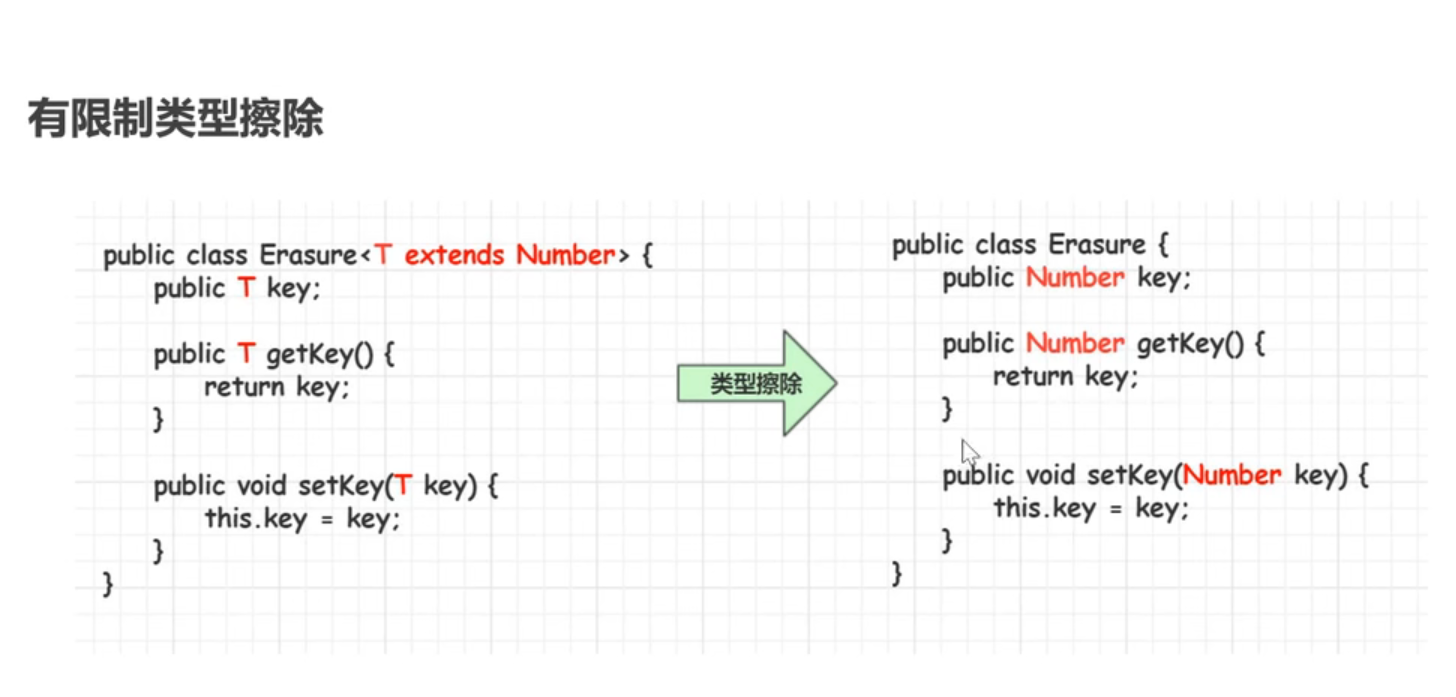 有限制类型擦除
public class Erasure<T extends Number> {
public T key;
public T getKey() {
return key;
}
public void setKey(T key) {
this.key = key;
}
}
类型擦除
public class Erasure {
public Number key;
public Number getKey() {
return key;
}
public void setKey(Number key) {
this.key = key;
}
}